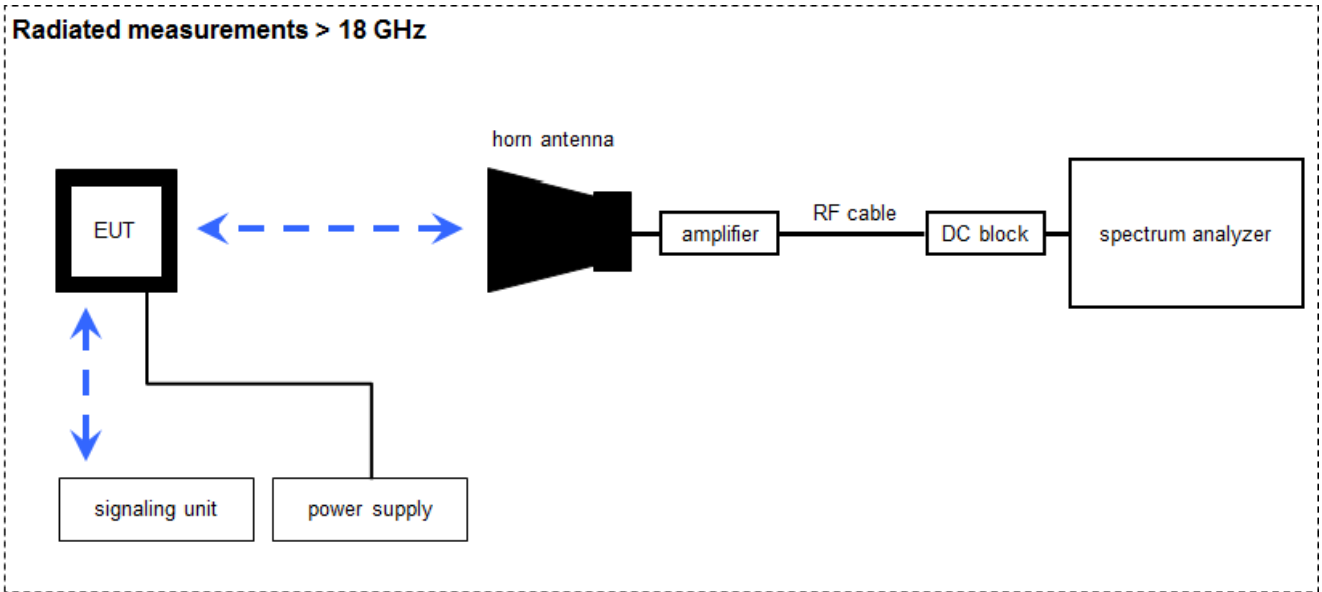 Radiated measurements > 18 GHz
horn antenna
EUT
amplifier
RF cable
DC block
spectrum analyzer
signaling unit
power supply